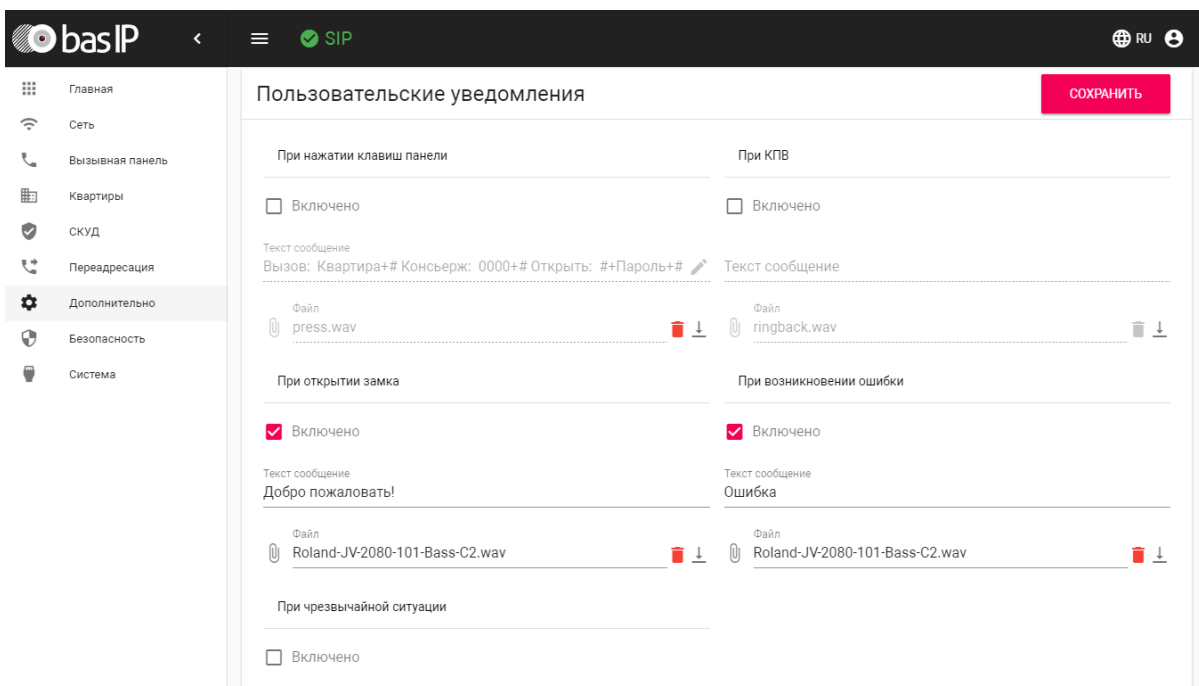 bas IP
SIP
RU
Главная
Сеть
Вызывная панель
Квартиры
СКУД
Переадресация
Дополнительно
Безопасность
Система
Пользовательские уведомления
СОХРАНИТЬ
При нажатии клавиш панели
Включено
Текст сообщение
Вызов: Квартира+# Консьерж: 0000+# Открыть: #+Пароль+#
Файл
press.wav
При КПВ
Включено
Текст сообщение
Файл
ringback.wav
При открытии замка
Включено
Текст сообщение
Добро пожаловать!
Файл
Roland-JV-2080-101-Bass-C2.wav
При возникновении ошибки
Включено
Текст сообщение
Ошибка
Файл
Roland-JV-2080-101-Bass-C2.wav
При чрезвычайной ситуации
Включено